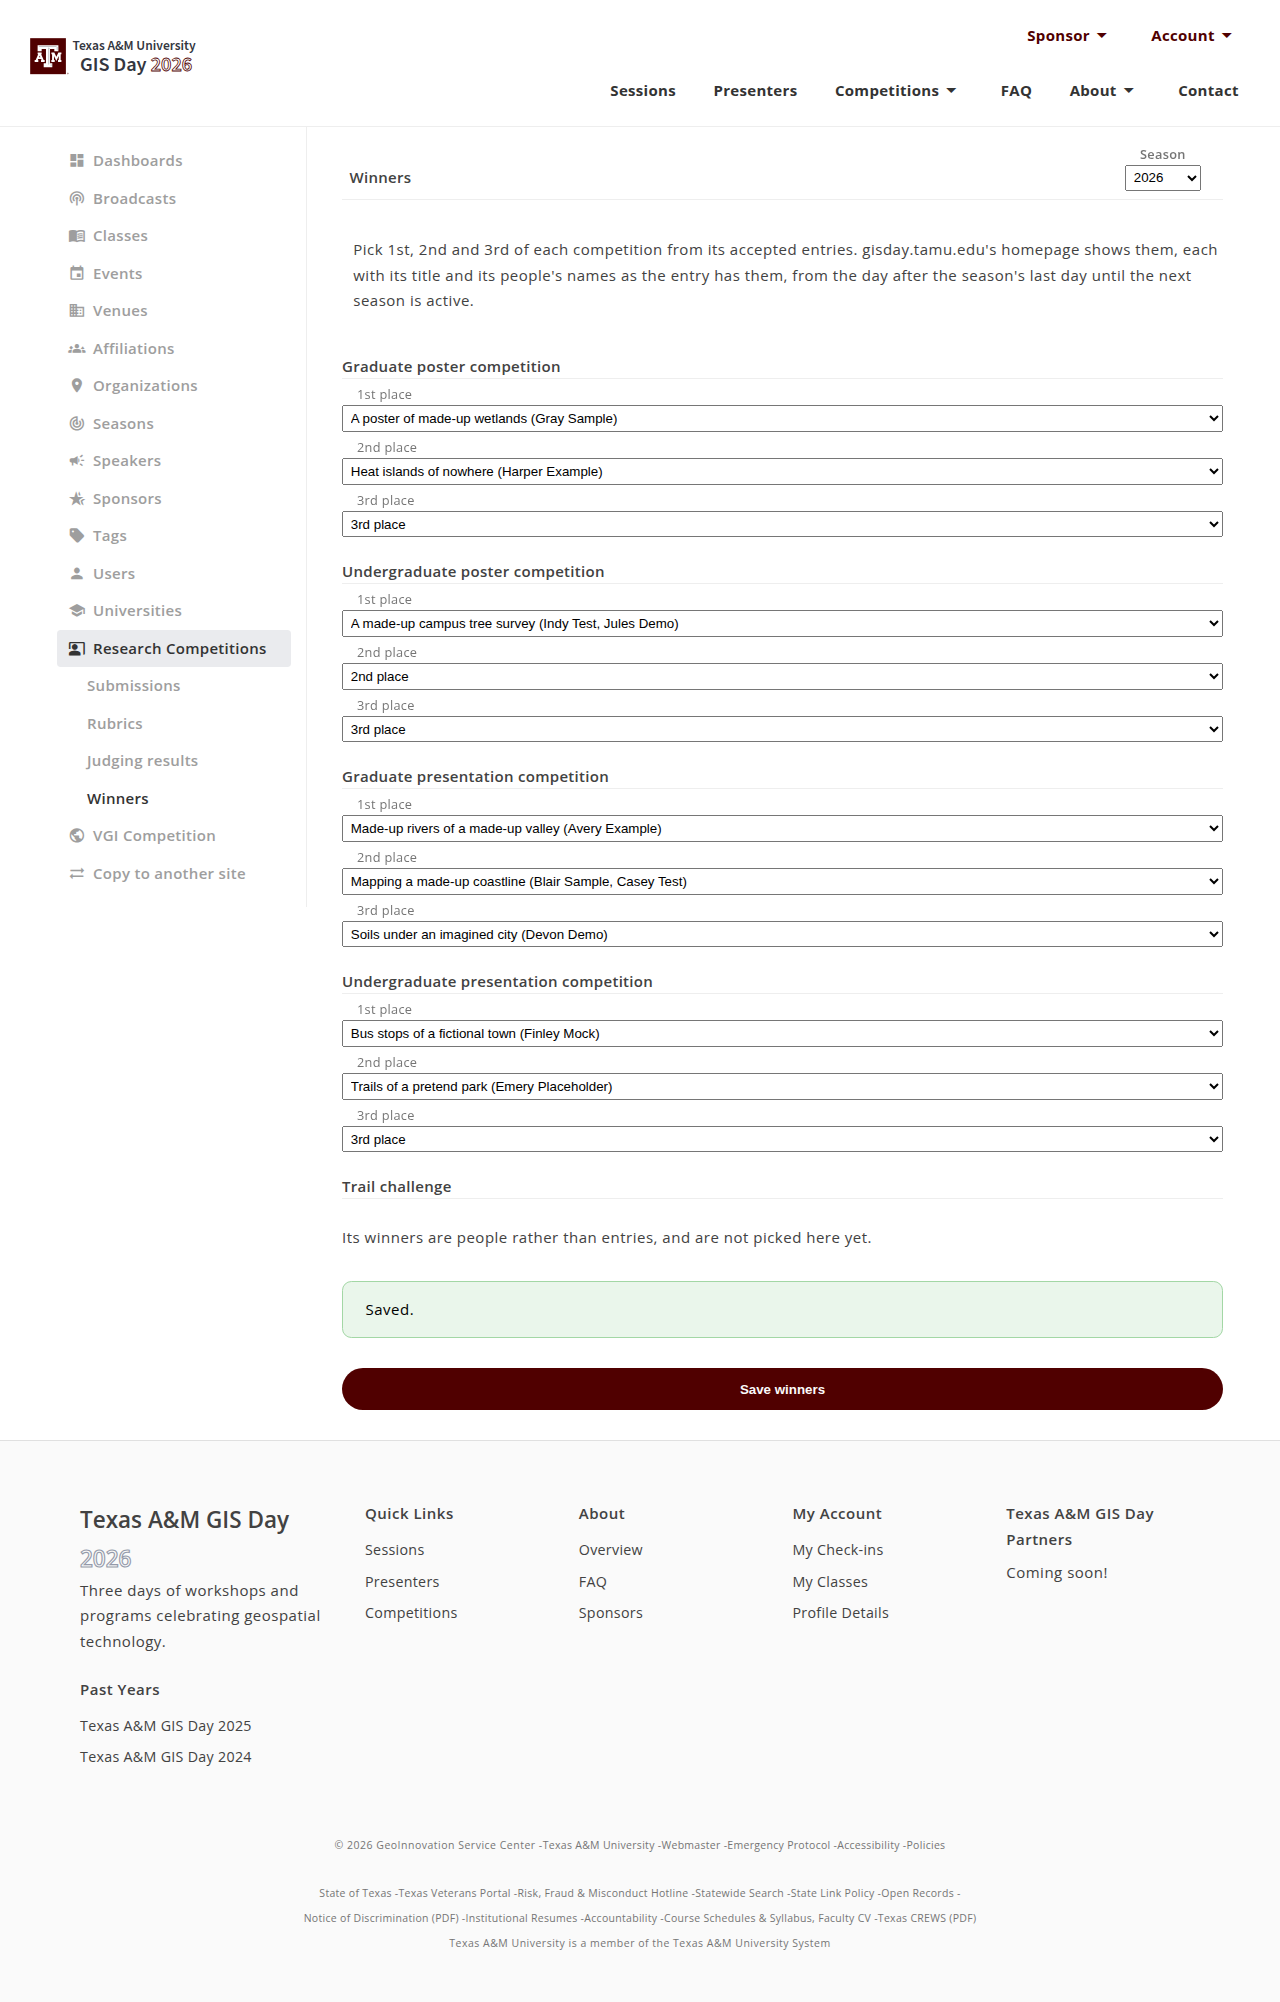 Texas A&M University
GIS Day 2026
Sponsor
Account
Sessions
Presenters
Competitions
FAQ
About
Contact
Dashboards
Broadcasts
Classes
Events
Venues
Affiliations
Organizations
Seasons
Speakers
Sponsors
Tags
Users
Universities
Research Competitions
Submissions
Rubrics
Judging results
Winners
VGI Competition
Copy to another site
Winners
Season
2026
Pick 1st, 2nd and 3rd of each competition from its accepted entries. gisday.tamu.edu's homepage shows them, each
with its title and its people's names as the entry has them, from the day after the season's last day until the next
season is active.
Graduate poster competition
1st place
A poster of made-up wetlands (Gray Sample)
2nd place
Heat islands of nowhere (Harper Example)
3rd place
3rd place
Undergraduate poster competition
1st place
A made-up campus tree survey (Indy Test, Jules Demo)
2nd place
2nd place
3rd place
3rd place
Graduate presentation competition
1st place
Made-up rivers of a made-up valley (Avery Example)
2nd place
Mapping a made-up coastline (Blair Sample, Casey Test)
3rd place
Soils under an imagined city (Devon Demo)
Undergraduate presentation competition
1st place
Bus stops of a fictional town (Finley Mock)
2nd place
Trails of a pretend park (Emery Placeholder)
3rd place
3rd place
Trail challenge
Its winners are people rather than entries, and are not picked here yet.
Saved.
Save winners
Texas A&M GIS Day
2026
Three days of workshops and
programs celebrating geospatial
technology.
Past Years
Texas A&M GIS Day 2025
Texas A&M GIS Day 2024
Quick Links
Sessions
Presenters
Competitions
About
Overview
FAQ
Sponsors
My Account
My Check-ins
My Classes
Profile Details
Texas A&M GIS Day
Partners
Coming soon!
© 2026 GeoInnovation Service Center -Texas A&M University -Webmaster -Emergency Protocol -Accessibility -Policies
State of Texas -Texas Veterans Portal -Risk, Fraud & Misconduct Hotline -Statewide Search -State Link Policy -Open Records -
Notice of Discrimination (PDF) -Institutional Resumes -Accountability -Course Schedules & Syllabus, Faculty CV -Texas CREWS (PDF)
Texas A&M University is a member of the Texas A&M University System